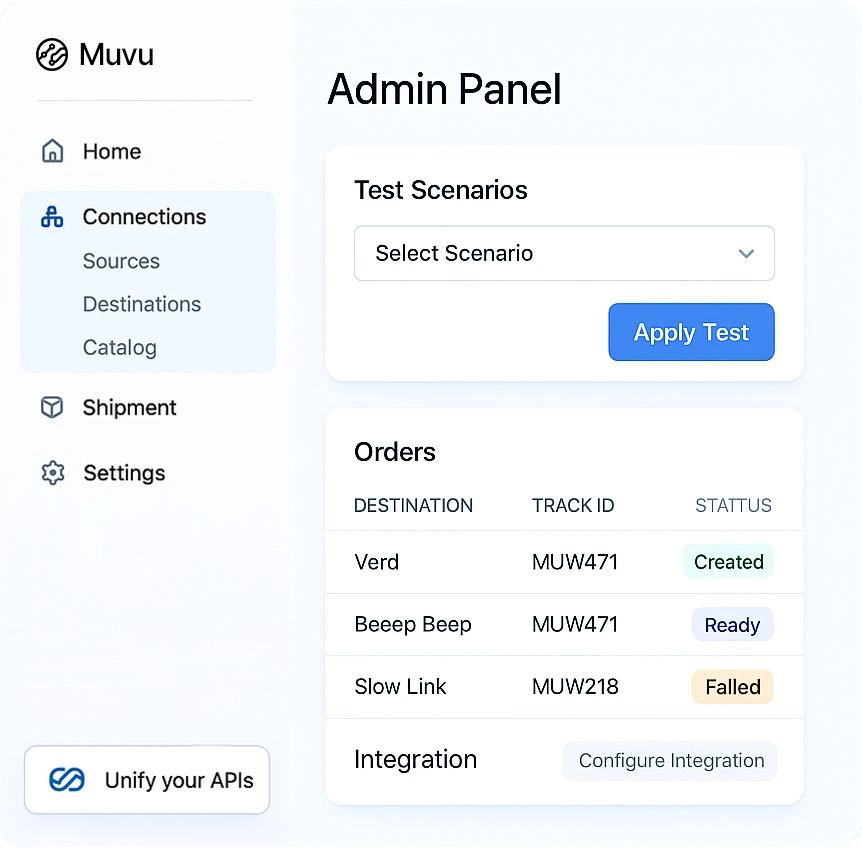 Muvu
Home
Connections
Sources
Destinations
Catalog
Shipment
Settings
Unify your APIs
Admin Panel
Test Scenarios
Select Scenario
Apply Test
Orders
DESTINATION TRACK ID STATTUS
Verd MUW471 Created
Beeep Beep MUW471 Ready
Slow Link MUW218 Falled
Integration Configure Integration